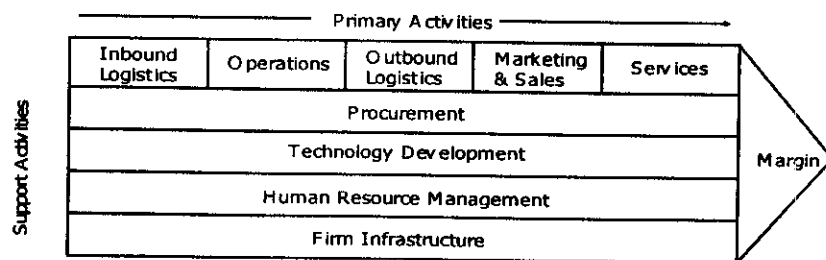 Primary Activities
Inbound
Logistics
Operations
Outbound
Logistics
Marketing
& Sales
Services
Procurement
Technology Development
Human Resource Management
Firm Infrastructure
Support Activities
Margin